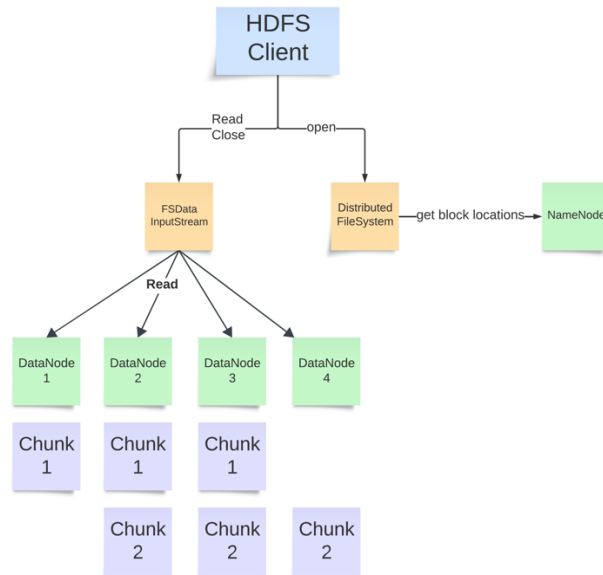 HDFS
Client
Read
Close
open
FSData
InputStream
Distributed
FileSystem
get block locations
NameNode
Read
DataNode
1
DataNode
2
DataNode
3
DataNode
4
Chunk
1
Chunk
1
Chunk
1
Chunk
2
Chunk
2
Chunk
2